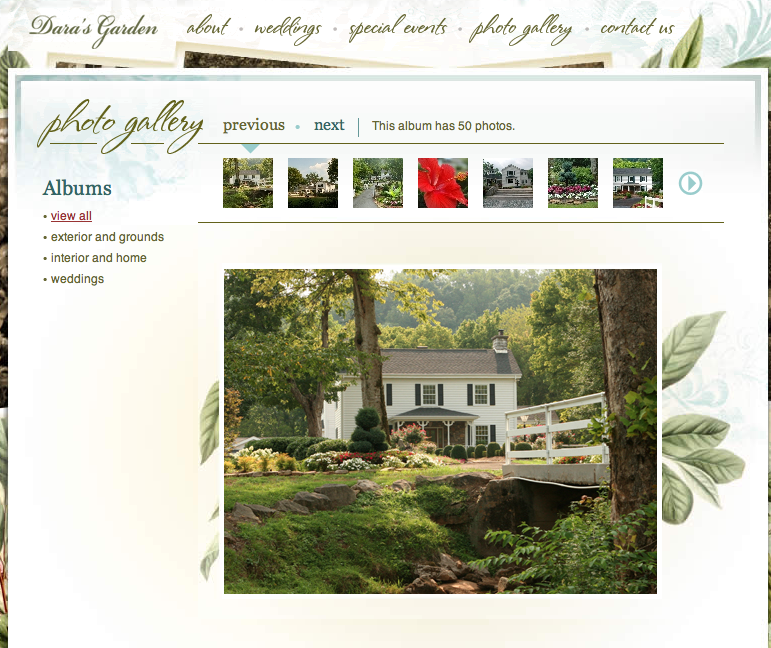 Dara's Garden about • weddings • special events • photo gallery • contact us
photo gallery previous • next This album has 50 photos.
Albums
• view all
• exterior and grounds
• interior and home
• weddings